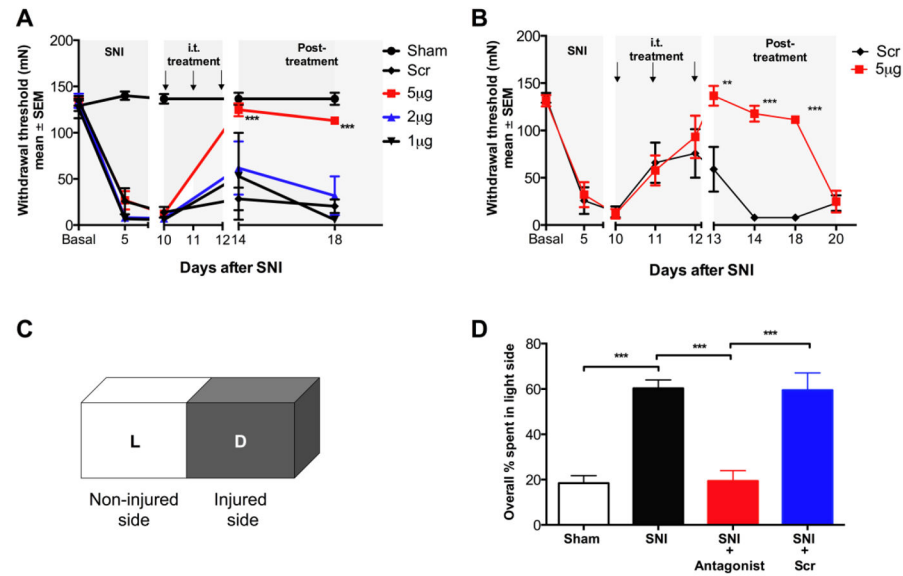 A
Withdrawal threshold (mN)
mean ± SEM
200
150
100
50
0
SNI
i.t.
treatment
Post-
treatment
Sham
Scr
5μg
2μg
1μg
***
***
Basal
5
10
11
12
14
18
Days after SNI
B
Withdrawal threshold (mN)
mean ± SEM
200
150
100
50
0
SNI
i.t.
treatment
Post-
treatment
Scr
5μg
**
***
***
Basal
5
10
11
12
13
14
18
20
Days after SNI
C
L
D
Non-injured
side
Injured
side
D
Overall % spent in light side
80
60
40
20
0
***
***
***
Sham
SNI
SNI
+
Antagonist
SNI
+
Scr